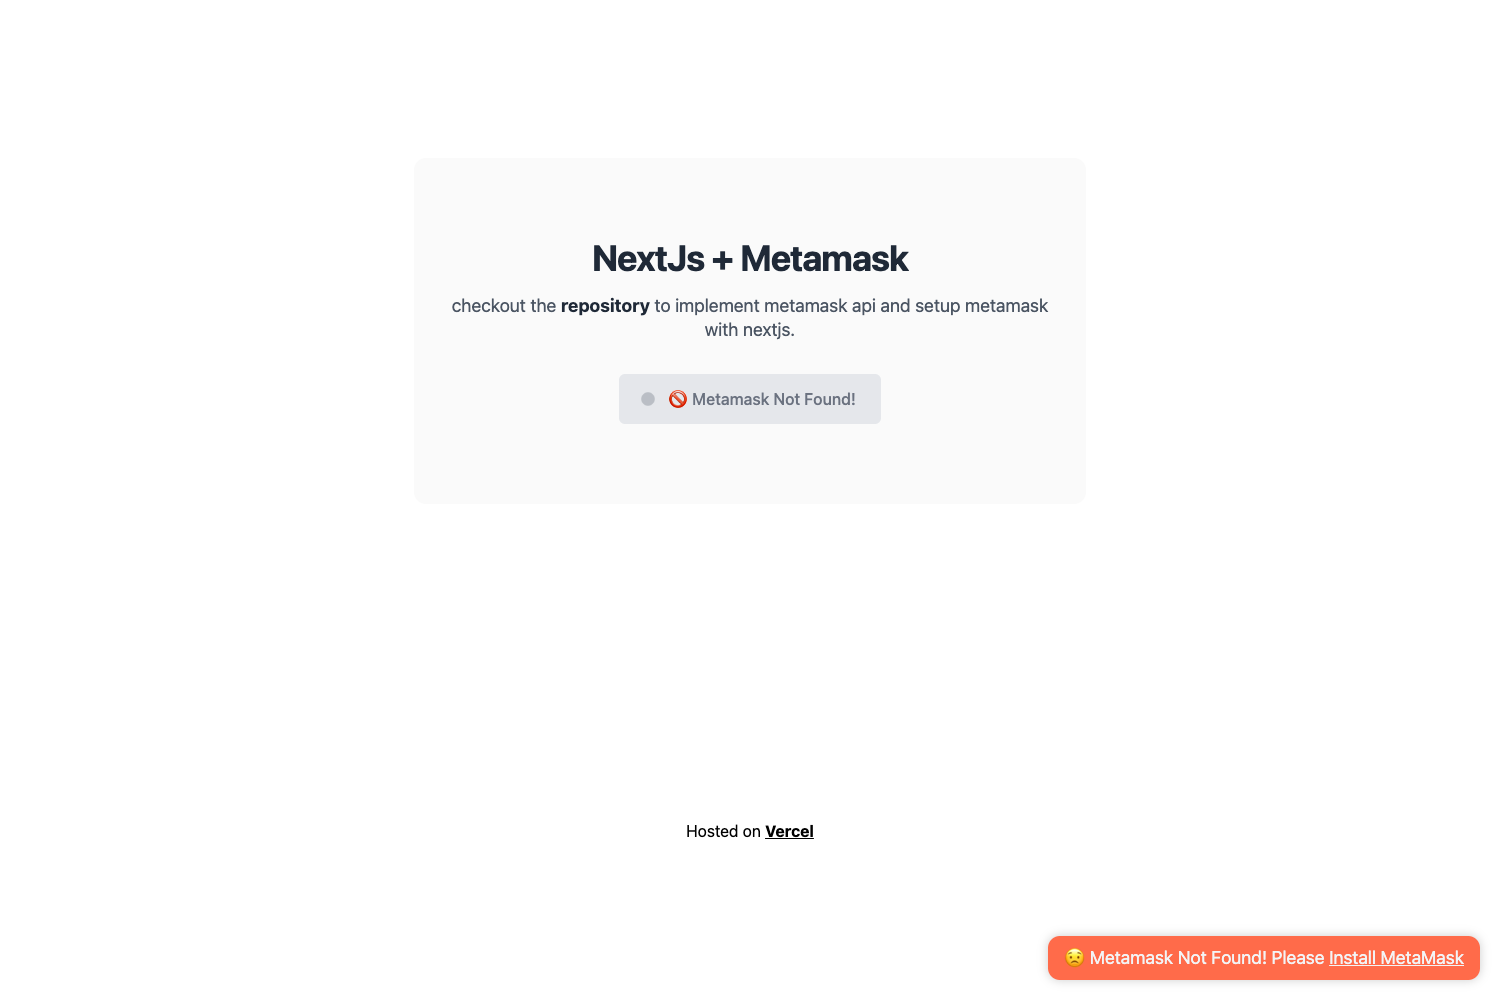 NextJs + Metamask
checkout the repository to implement metamask api and setup metamask
with nextjs.
🚫 Metamask Not Found!
Hosted on Vercel
😟 Metamask Not Found! Please Install MetaMask